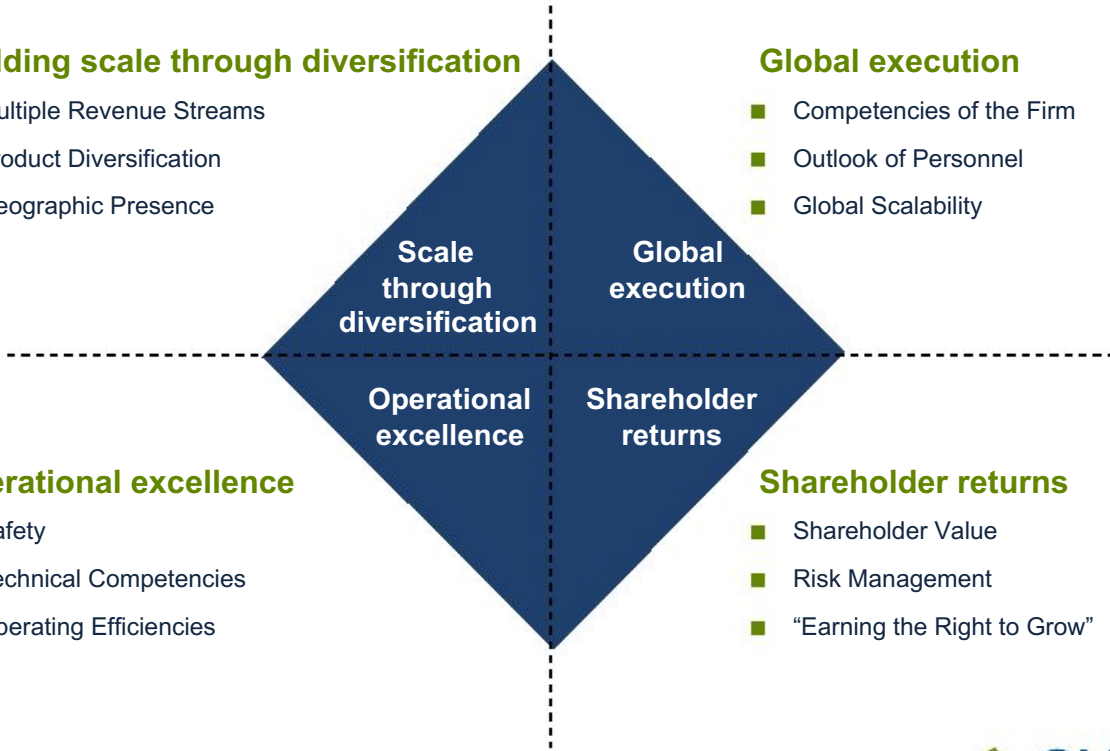 lding scale through diversification
ultiple Revenue Streams
roduct Diversification
eographic Presence
Global execution
Competencies of the Firm
Outlook of Personnel
Global Scalability
Scale
through
diversification
Global
execution
Operational
excellence
Shareholder
returns
erational excellence
afety
echnical Competencies
perating Efficiencies
Shareholder returns
Shareholder Value
Risk Management
“Earning the Right to Grow”